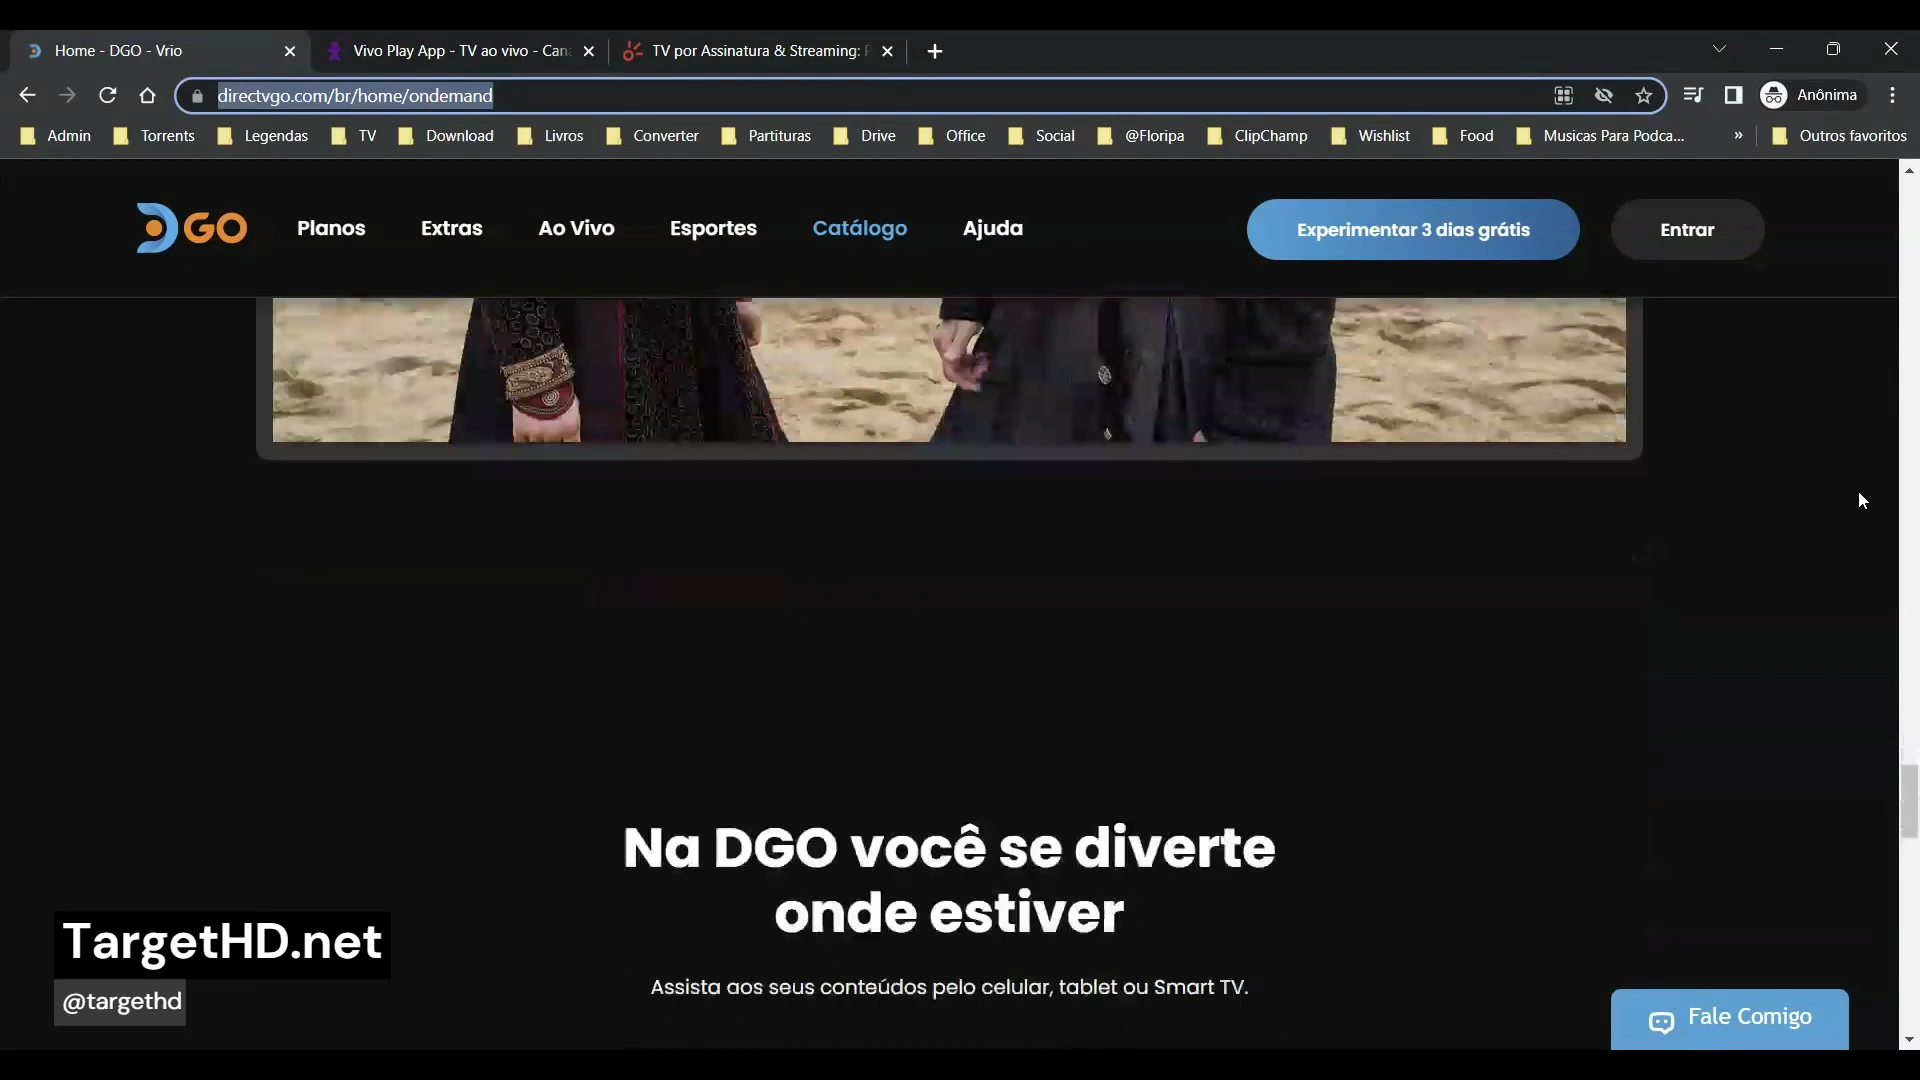 Home - DGO - Vrio
Vivo Play App - TV ao vivo - Can
TV por Assinatura & Streaming:
directvgo.com/br/home/ondemand
Anônima
Admin
Torrents
Legendas
TV
Download
Livros
Converter
Partituras
Drive
Office
Social
@Floripa
ClipChamp
Wishlist
Food
Musicas Para Podca...
»
Outros favoritos
DGO
Planos
Extras
Ao Vivo
Esportes
Catálogo
Ajuda
Experimentar 3 dias grátis
Entrar
Na DGO você se diverte
onde estiver
Assista aos seus conteúdos pelo celular, tablet ou Smart TV.
TargetHD.net
@targethd
Fale Comigo